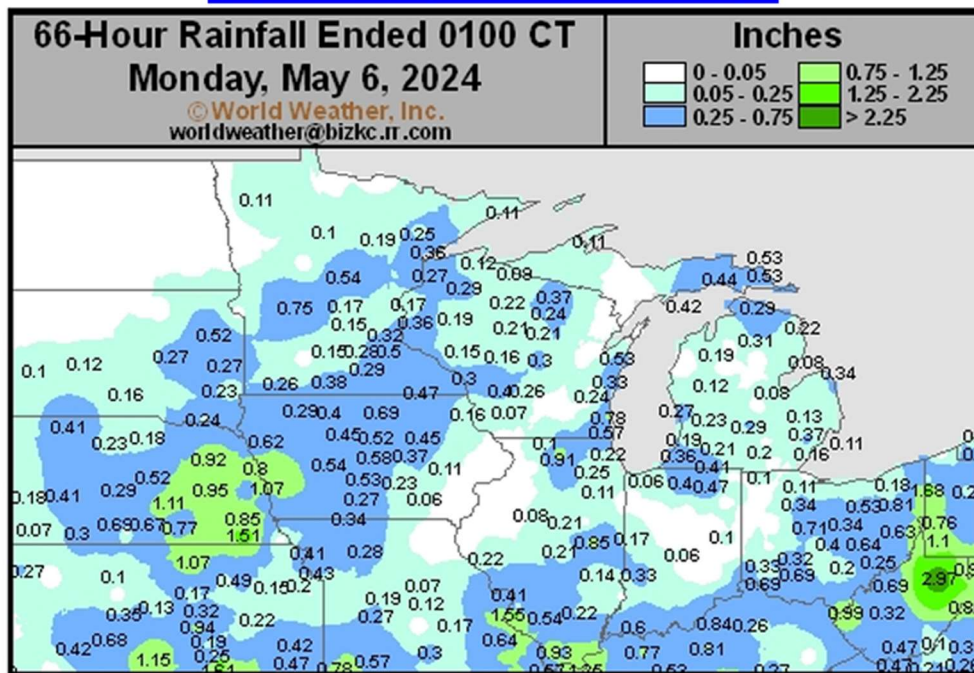 66-Hour Rainfall Ended 0100 CT
Monday, May 6, 2024
©World Weather, Inc.
worldweather@bizkc.rr.com
Inches
0 - 0.05
0.05 - 0.25
0.25 - 0.75
0.75 - 1.25
1.25 - 2.25
> 2.25
0.11
0.11
0.1 0.19 0.25 0.11
0.36 0.53
0.54 0.27 0.12 0.09 0.44 0.53
0.29
0.75 0.17 0.17 0.22 0.37 0.42 0.29
0.15 0.36 0.19 0.24 0.22
0.52 0.32 0.21 0.21 0.31
0.27 0.15 0.28 0.5 0.15 0.16 0.3 0.53 0.19 0.08
0.1 0.12 0.27 0.29 0.34
0.16 0.23 0.26 0.38 0.47 0.3 0.4 0.26 0.33 0.12 0.08
0.24
0.41 0.24 0.29 0.4 0.69 0.16 0.07 0.78 0.27 0.23 0.29 0.13
0.23 0.18 0.62 0.45 0.52 0.45 0.1 0.57 0.19 0.21 0.37 0.11
0.92 0.8 0.54 0.58 0.37 0.11 0.91 0.22 0.36 0.41 0.2 0.16
0.52 0.53 0.23 0.25
0.18 0.41 0.29 0.95 1.07 0.27 0.06 0.11 0.06 0.4 0.47 0.1 0.11 0.18 1.68
1.11 0.34 0.53 0.81
0.07 0.3 0.69 0.67 0.77 0.85 0.34 0.08 0.21 0.71 0.34 0.63 0.76
1.51 0.85 0.17 0.1 0.4 0.64 1.1
1.07 0.41 0.28 0.22 0.21 0.06 0.32 0.25
0.27 0.1 0.49 0.43 0.14 0.33 0.33 0.69 0.2 2.97
0.17 0.15 0.2 0.07 0.41 0.69 0.69
0.35 0.13 0.32 0.19 0.12 1.55 0.54 0.22 0.99 0.32
0.94 0.22 0.27 0.17 0.6 0.84 0.26
0.42 0.68 0.19 0.42 0.3 0.64 0.93 0.77 0.81 0.47
1.15 0.25 0.47 0.57
0.78 0.53 0.27